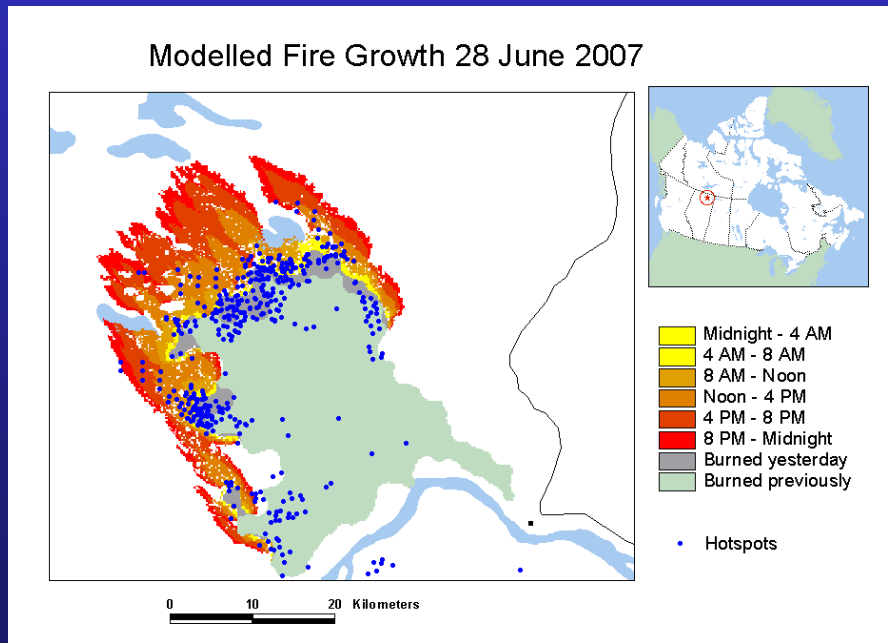 Modelled Fire Growth 28 June 2007
Midnight - 4 AM
4 AM - 8 AM
8 AM - Noon
Noon - 4 PM
4 PM - 8 PM
8 PM - Midnight
Burned yesterday
Burned previously
Hotspots
0 10 20 Kilometers